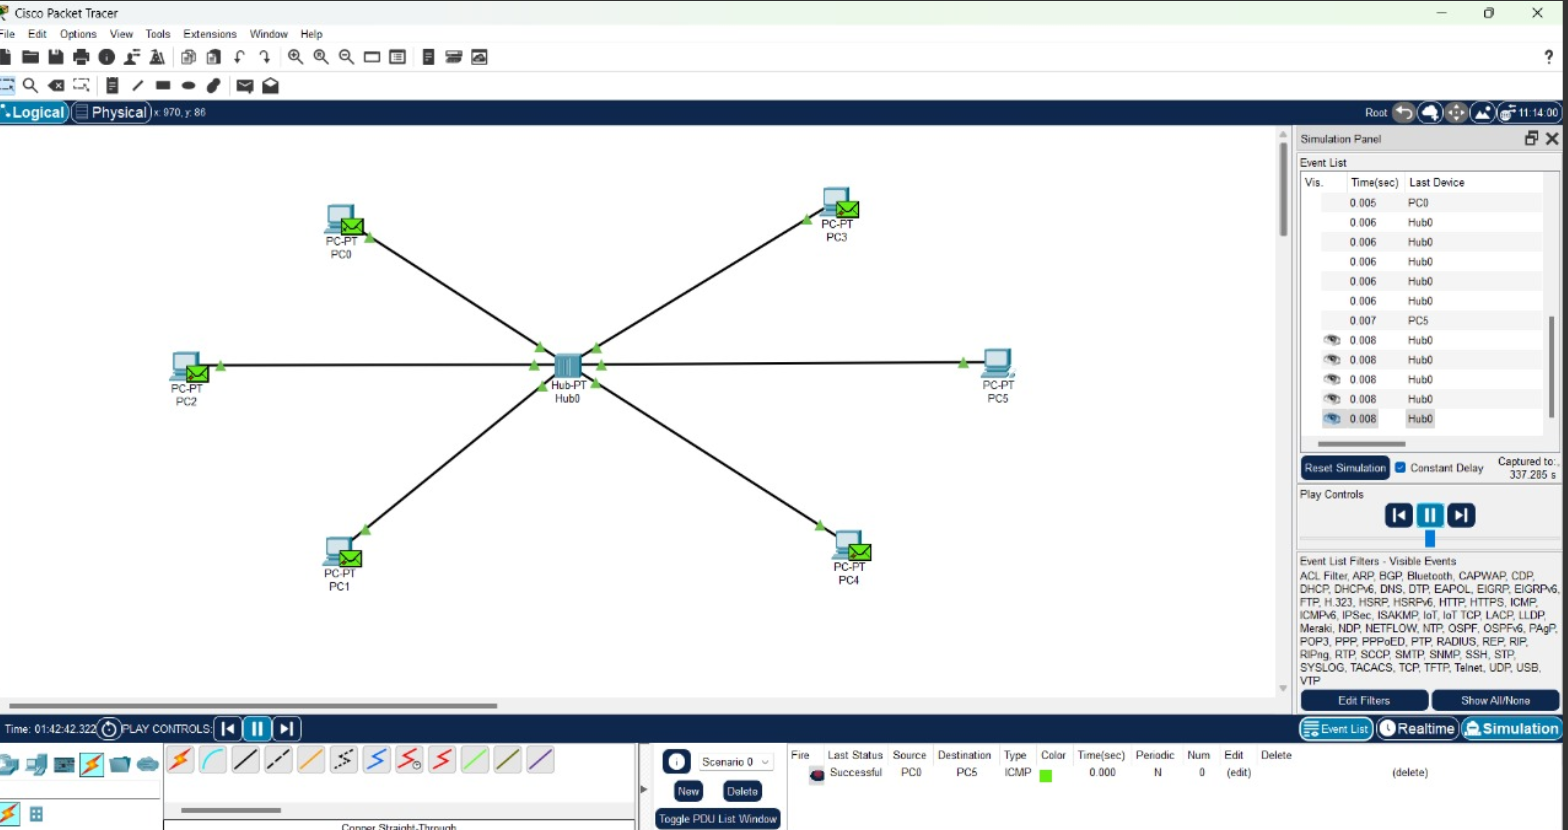 Cisco Packet Tracer
File Edit Options View Tools Extensions Window Help
?
Logical Physical x: 970, y: 86 Root 11:14:00
PC-PT
PC0
PC-PT
PC3
PC-PT
PC2
Hub-PT
Hub0
PC-PT
PC5
PC-PT
PC1
PC-PT
PC4
Simulation Panel
Event List
Vis. Time(sec) Last Device
0.005 PC0
0.006 Hub0
0.006 Hub0
0.006 Hub0
0.006 Hub0
0.006 Hub0
0.007 PC5
0.008 Hub0
0.008 Hub0
0.008 Hub0
0.008 Hub0
0.008 Hub0
Reset Simulation Constant Delay Captured to:
337.285 s
Play Controls
Event List Filters - Visible Events
ACL Filter, ARP, BGP, Bluetooth, CAPWAP, CDP,
DHCP, DHCPv6, DNS, DTP, EAPOL, EIGRP, EIGRPv6,
FTP, H.323, HSRP, HSRPv6, HTTP, HTTPS, ICMP,
ICMPv6, IPSec, ISAKMP, IoT, IoT TCP, LACP, LLDP,
Meraki, NDP, NETFLOW, NTP, OSPF, OSPFv6, PAgP,
POP3, PPP, PPPoED, PTP, RADIUS, REP, RIP,
RIPng, RTP, SCCP, SMTP, SNMP, SSH, STP,
SYSLOG, TACACS, TCP, TFTP, Telnet, UDP, USB,
VTP
Edit Filters Show All/None
Time: 01:42:42.322 PLAY CONTROLS:
Event List Realtime Simulation
Scenario 0
New Delete
Toggle PDU List Window
Fire Last Status Source Destination Type Color Time(sec) Periodic Num Edit Delete
Successful PC0 PC5 ICMP 0.000 N 0 (edit) (delete)
Copper Straight-Through